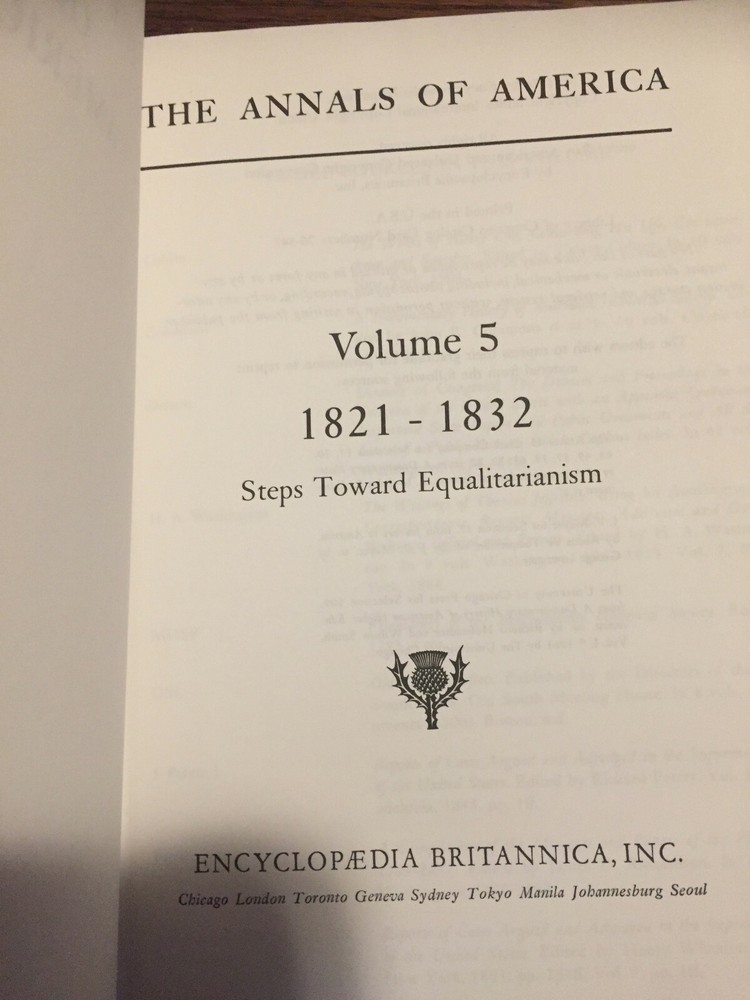 THE ANNALS OF AMERICA
Volume 5
1821 - 1832
Steps Toward Equalitarianism
ENCYCLOPÆDIA BRITANNICA, INC.
Chicago London Toronto Geneva Sydney Tokyo Manila Johannesburg Seoul